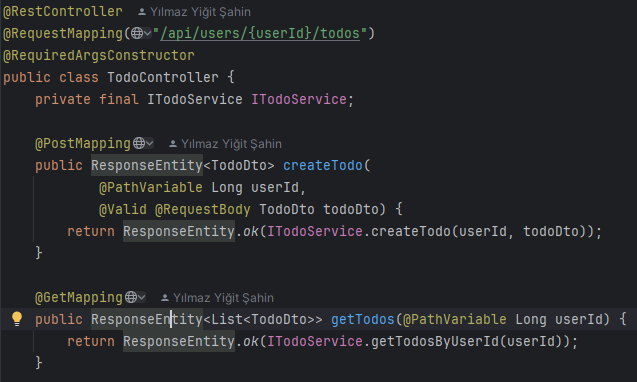 @RestController Yılmaz Yiğit Şahin
@RequestMapping("/api/users/{userId}/todos")
@RequiredArgsConstructor
public class TodoController {
    private final ITodoService ITodoService;

    @PostMapping Yılmaz Yiğit Şahin
    public ResponseEntity<TodoDto> createTodo(
            @PathVariable Long userId,
            @Valid @RequestBody TodoDto todoDto) {
        return ResponseEntity.ok(ITodoService.createTodo(userId, todoDto));
    }

    @GetMapping Yılmaz Yiğit Şahin
    public ResponseEntity<List<TodoDto>> getTodos(@PathVariable Long userId) {
        return ResponseEntity.ok(ITodoService.getTodosByUserId(userId));
    }